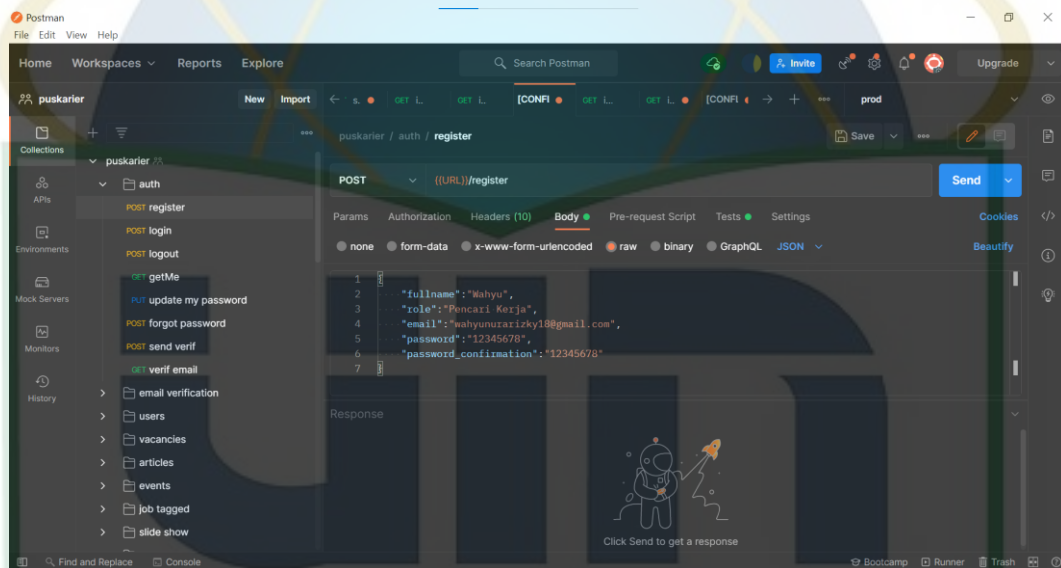 Postman
File Edit View Help
Home Workspaces Reports Explore Search Postman Invite Upgrade
puskarier New Import s. GET i.. GET i.. [CONFI GET i.. GET i.. [CONFI prod
Collections
APIs
Environments
Mock Servers
Monitors
History
puskarier
auth
POST register
POST login
POST logout
GET getMe
PUT update my password
POST forgot password
POST send verif
GET verif email
email verification
users
vacancies
articles
events
job tagged
slide show
puskarier / auth / register Save
POST {{URL}}/register Send
Params Authorization Headers (10) Body Pre-request Script Tests Settings Cookies
none form-data x-www-form-urlencoded raw binary GraphQL JSON Beautify
1 {
2 "fullname":"Wahyu",
3 "role":"Pencari Kerja",
4 "email":"wahyunurarizky18@gmail.com",
5 "password":"12345678",
6 "password_confirmation":"12345678"
7 }
Response
Click Send to get a response
Find and Replace Console Bootcamp Runner Trash